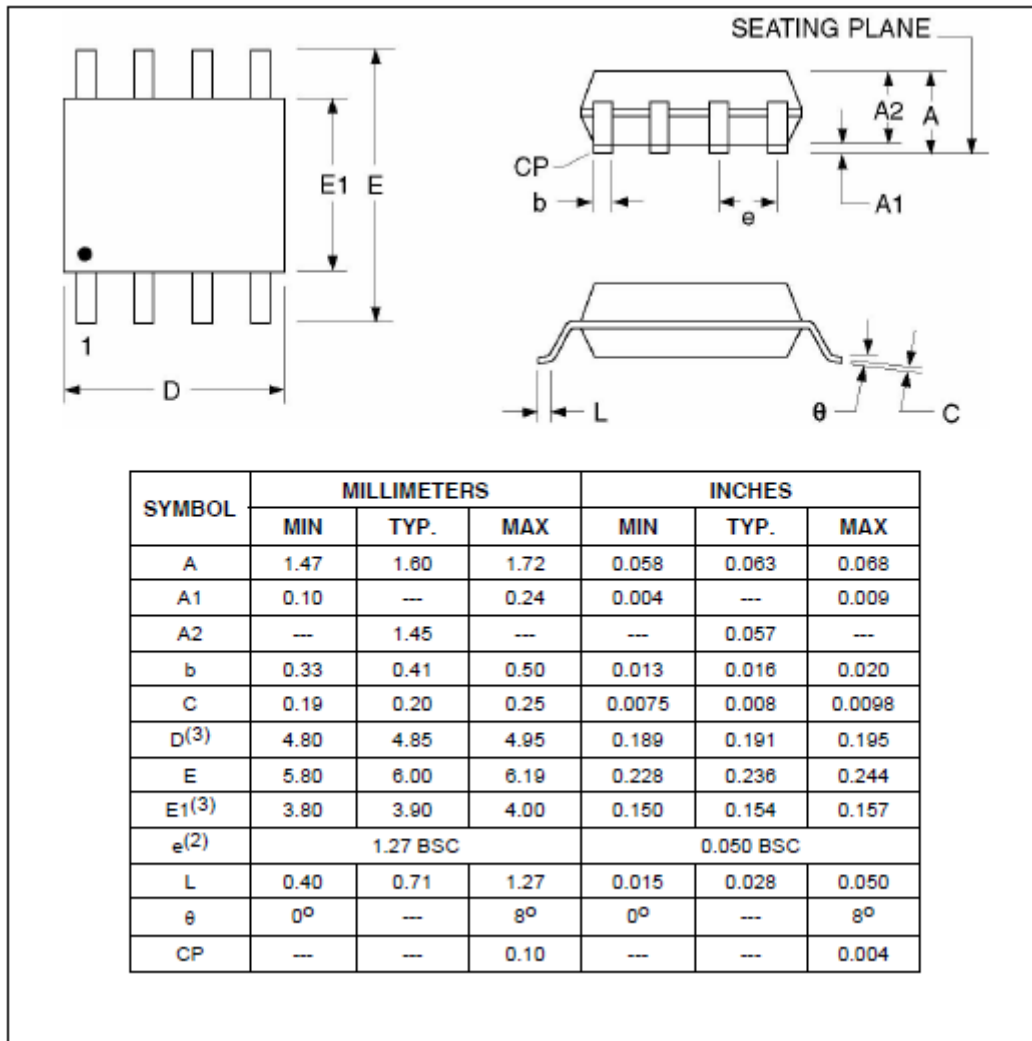 SEATING PLANE
A2 A
E1 E
CP
b e A1
1
D
L θ C
SYMBOL MILLIMETERS INCHES
MIN TYP. MAX MIN TYP. MAX
A 1.47 1.60 1.72 0.058 0.063 0.068
A1 0.10 --- 0.24 0.004 --- 0.009
A2 --- 1.45 --- --- 0.057 ---
b 0.33 0.41 0.50 0.013 0.016 0.020
C 0.19 0.20 0.25 0.0075 0.008 0.0098
D(3) 4.80 4.85 4.95 0.189 0.191 0.195
E 5.80 6.00 6.19 0.228 0.236 0.244
E1(3) 3.80 3.90 4.00 0.150 0.154 0.157
e(2) 1.27 BSC 0.050 BSC
L 0.40 0.71 1.27 0.015 0.028 0.050
θ 0º --- 8º 0º --- 8º
CP --- --- 0.10 --- --- 0.004